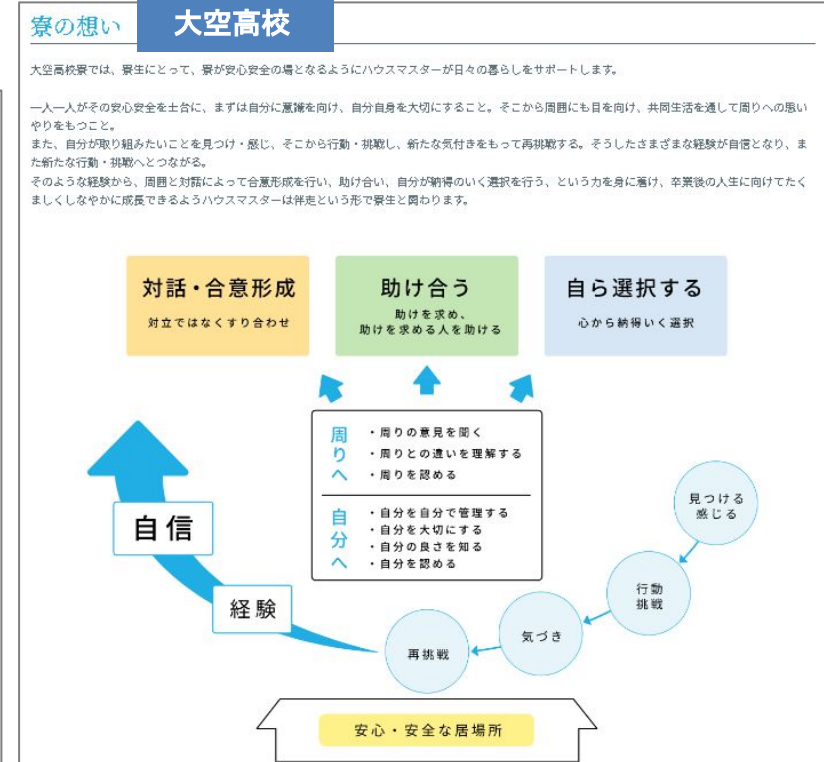 寮の想い
大空高校
大空高校寮では、寮生にとって、寮が安心安全の場となるようにハウスマスターが日々の暮らしをサポートします。
一人一人がその安心安全を土台に、まずは自分に意識を向け、自分自身を大切にすること。そこから周囲にも目を向け、共同生活を通して周りへの思い
やりをもつこと。
また、自分が取り組みたいことを見つけ・感じ、そこから行動・挑戦し、新たな気付きをもって再挑戦する。そうしたさまざまな経験が自信となり、ま
た新たな行動・挑戦へとつながる。
そのような経験から、周囲と対話によって合意形成を行い、助け合い、自分が納得のいく選択を行う、という力を身に着け、卒業後の人生に向けてたく
ましくしなやかに成長できるようハウスマスターは伴走という形で寮生と関わります。
対話・合意形成
対立ではなくすり合わせ
助け合う
助けを求め、
助けを求める人を助ける
自ら選択する
心から納得いく選択
周りへ
・周りの意見を聞く
・周りとの違いを理解する
・周りを認める
自分へ
・自分を自分で管理する
・自分を大切にする
・自分の良さを知る
・自分を認める
見つける
感じる
行動
挑戦
気づき
再挑戦
経験
自信
安心・安全な居場所